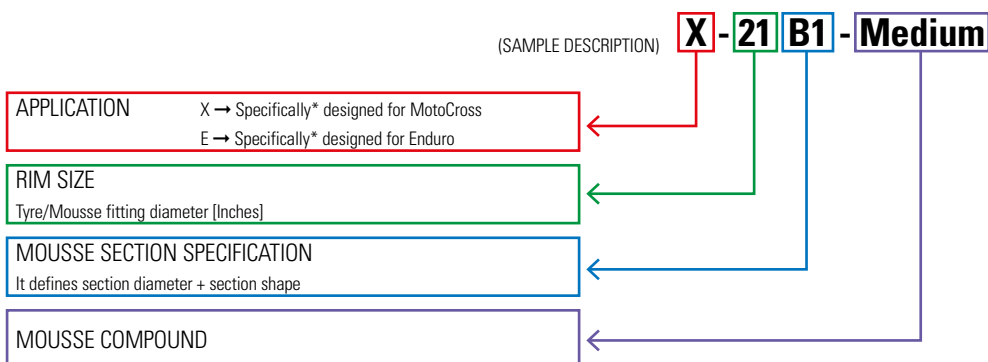 (SAMPLE DESCRIPTION) X - 21 B1 - Medium
APPLICATION X → Specifically* designed for MotoCross
E → Specifically* designed for Enduro
RIM SIZE
Tyre/Mousse fitting diameter [Inches]
MOUSSE SECTION SPECIFICATION
It defines section diameter + section shape
MOUSSE COMPOUND